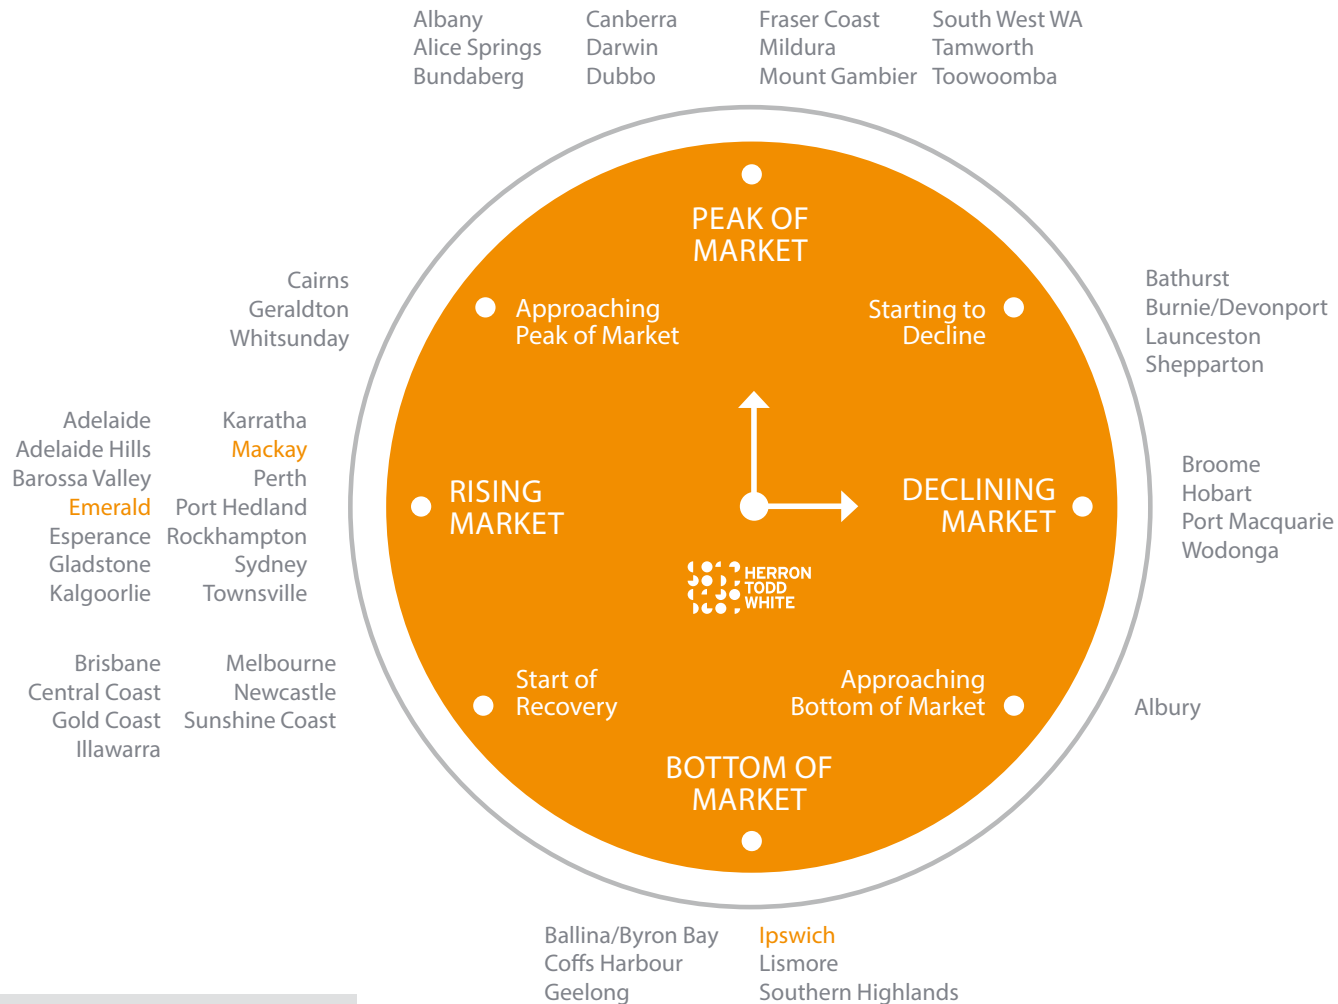 Albany Canberra Fraser Coast South West WA
Alice Springs Darwin Mildura Tamworth
Bundaberg Dubbo Mount Gambier Toowoomba
PEAK OF
MARKET
Cairns
Geraldton
Whitsunday
Approaching
Peak of Market
Starting to
Decline
Bathurst
Burnie/Devonport
Launceston
Shepparton
Adelaide Karratha
Adelaide Hills Mackay
Barossa Valley Perth
Emerald Port Hedland
Esperance Rockhampton
Gladstone Sydney
Kalgoorlie Townsville
RISING
MARKET
DECLINING
MARKET
Broome
Hobart
Port Macquarie
Wodonga
HERRON
TODD
WHITE
Brisbane Melbourne
Central Coast Newcastle
Gold Coast Sunshine Coast
Illawarra
Start of
Recovery
Approaching
Bottom of Market
Albury
BOTTOM OF
MARKET
Ballina/Byron Bay Ipswich
Coffs Harbour Lismore
Geelong Southern Highlands